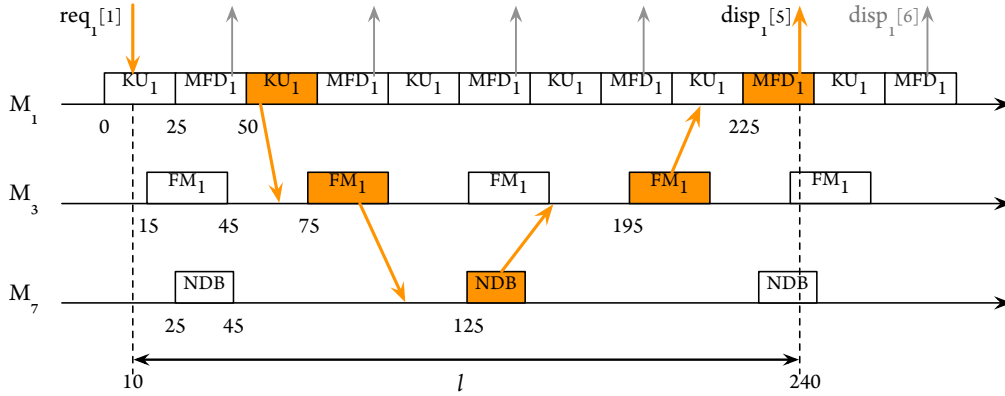 req₁[1] disp₁[5] disp₁[6]
M₁ KU₁ MFD₁ KU₁ MFD₁ KU₁ MFD₁ KU₁ MFD₁ KU₁ MFD₁ KU₁ MFD₁
0 25 50 225
M₃ FM₁ FM₁ FM₁ FM₁ FM₁
15 45 75 195
M₇ NDB NDB NDB
25 45 125
10 l 240